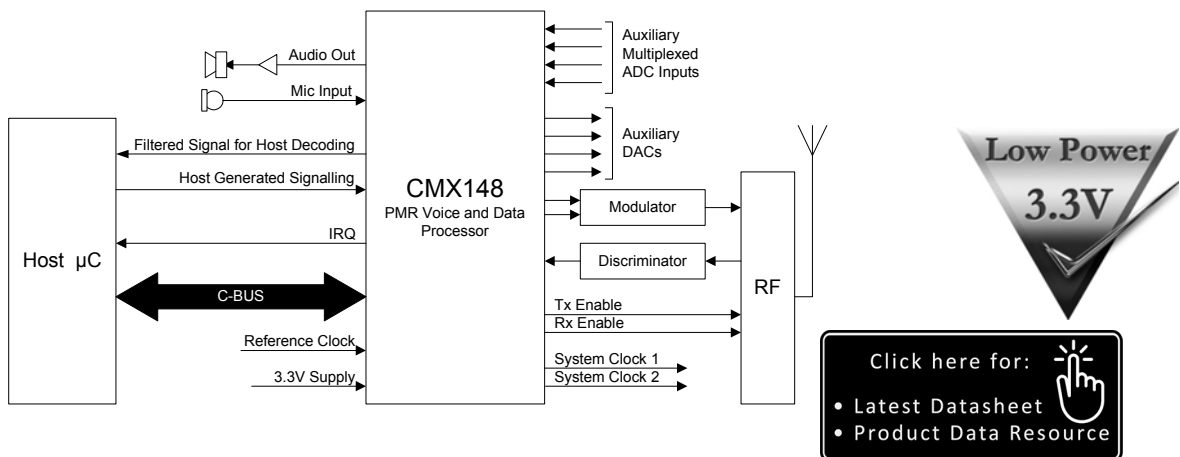 Audio Out
Mic Input
Filtered Signal for Host Decoding
Host Generated Signalling
IRQ
Host µC
C-BUS
Reference Clock
3.3V Supply
CMX148
PMR Voice and Data
Processor
Auxiliary
Multiplexed
ADC Inputs
Auxiliary
DACs
Modulator
Discriminator
RF
Tx Enable
Rx Enable
System Clock 1
System Clock 2
Low Power
3.3V
Click here for:
• Latest Datasheet
• Product Data Resource